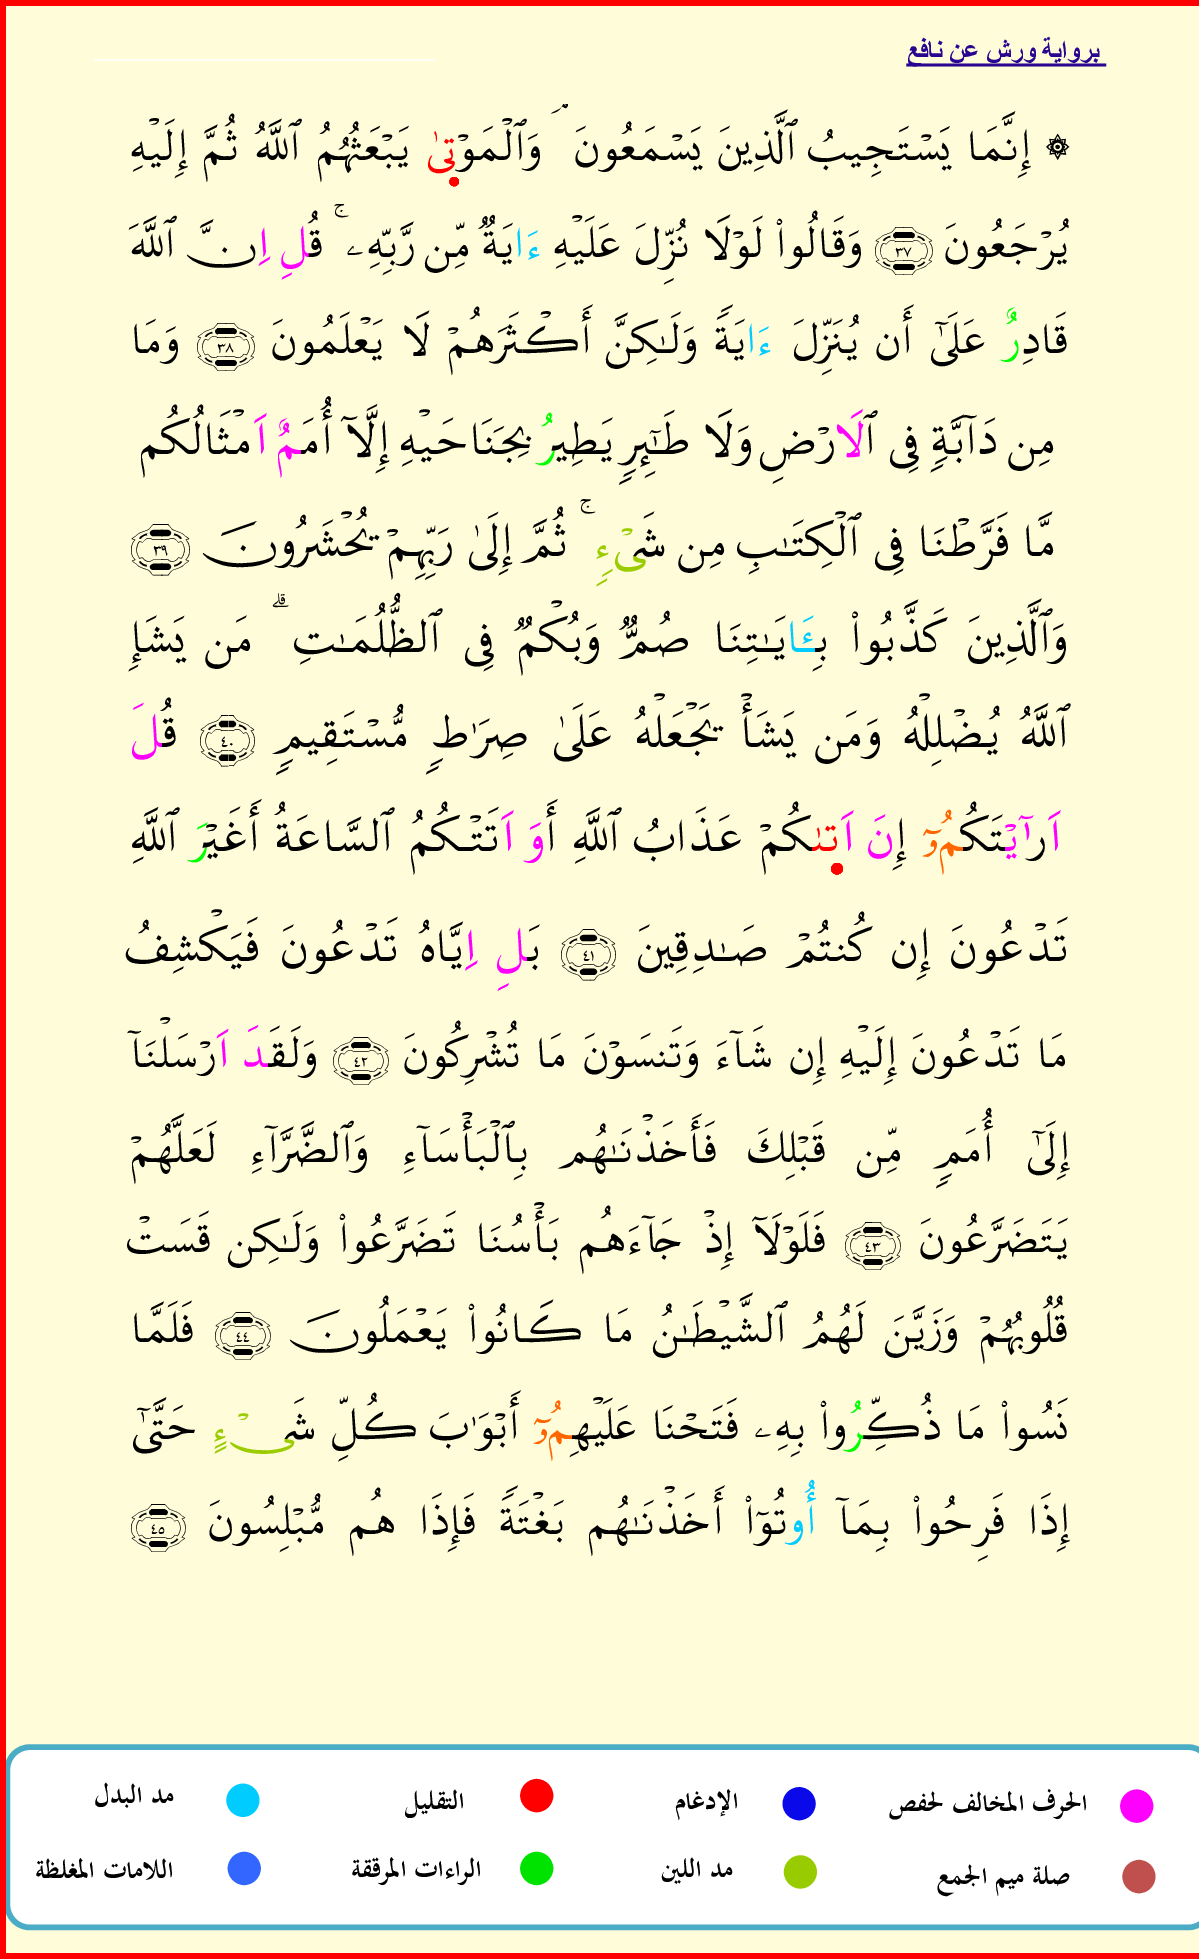 برواية ورش عن نافع
۞ إِنَّمَا يَسْتَجِيبُ ٱلَّذِينَ يَسْمَعُونَ وَٱلْمَوْتىٰ يَبْعَثُهُمُ ٱللَّهُ ثُمَّ إِلَيْهِ
يُرْجَعُونَ ٣٧ وَقَالُواْ لَوْلَا نُزِّلَ عَلَيْهِ ءَايَةٌ مِّن رَّبِّهِۦ ۚ قُلِ اِنَّ ٱللَّهَ
قَادِرٌ عَلَىٰٓ أَن يُنَزِّلَ ءَايَةً وَلَـٰكِنَّ أَكْثَرَهُمْ لَا يَعْلَمُونَ ٣٨ وَمَا
مِن دَآبَّةٍ فِى ٱلَارْضِ وَلَا طَـٰٓئِرٍ يَطِيرُ بِجَنَاحَيْهِ إِلَّآ أُمَمٌ اَمْثَالُكُم
مَّا فَرَّطْنَا فِى ٱلْكِتَـٰبِ مِن شَىْءٍ ۚ ثُمَّ إِلَىٰ رَبِّهِمْ يُحْشَرُونَ ٣٩
وَٱلَّذِينَ كَذَّبُواْ بِـَٔايَـٰتِنَا صُمٌّ وَبُكْمٌ فِى ٱلظُّلُمَـٰتِ ۗ مَن يَشَإِ
ٱللَّهُ يُضْلِلْهُ وَمَن يَشَأْ يَجْعَلْهُ عَلَىٰ صِرَٰطٍ مُّسْتَقِيمٍ ٤٠ قُلَ
اَرٰٓيْتَكُمُۥٓ إِنَ اَتىٰكُمْ عَذَابُ ٱللَّهِ أَوَ اَتَتْكُمُ ٱلسَّاعَةُ أَغَيْرَ ٱللَّهِ
تَدْعُونَ إِن كُنتُمْ صَـٰدِقِينَ ٤١ بَلِ اِيَّاهُ تَدْعُونَ فَيَكْشِفُ
مَا تَدْعُونَ إِلَيْهِ إِن شَآءَ وَتَنسَوْنَ مَا تُشْرِكُونَ ٤٢ وَلَقَدَ اَرْسَلْنَآ
إِلَىٰٓ أُمَمٍ مِّن قَبْلِكَ فَأَخَذْنَـٰهُم بِٱلْبَأْسَآءِ وَٱلضَّرَّآءِ لَعَلَّهُمْ
يَتَضَرَّعُونَ ٤٣ فَلَوْلَآ إِذْ جَآءَهُم بَأْسُنَا تَضَرَّعُواْ وَلَـٰكِن قَسَتْ
قُلُوبُهُمْ وَزَيَّنَ لَهُمُ ٱلشَّيْطَـٰنُ مَا كَانُواْ يَعْمَلُونَ ٤٤ فَلَمَّا
نَسُواْ مَا ذُكِّرُواْ بِهِۦ فَتَحْنَا عَلَيْهِمُۥٓ أَبْوَٰبَ كُلِّ شَىْءٍ حَتَّىٰٓ
إِذَا فَرِحُواْ بِمَآ أُوتُوٓاْ أَخَذْنَـٰهُم بَغْتَةً فَإِذَا هُم مُّبْلِسُونَ ٤٥
الحرف المخالف لحفص الإدغام التقليل مد البدل
صلة ميم الجمع مد اللين الراءات المرققة اللامات المغلظة